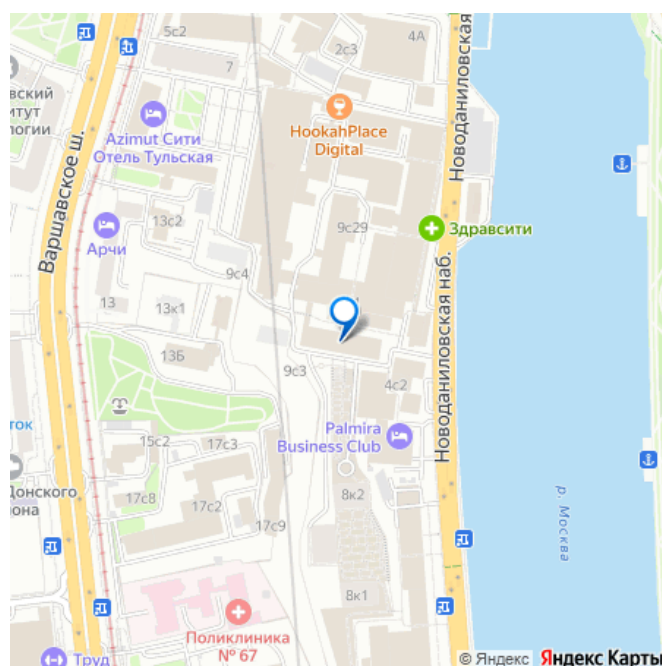 5с2
4А
2с3
7
вский
итут
логии
HookahPlace
Digital
Azimut Сити
Отель Тульская
Новоданиловская
Варшавское ш.
13с2
Арчи
9с29
Здравсити
9с4
13
13к1
13Б
9с3
4с2
Новоданиловская наб.
Palmira
Business Club
ток
15с2
17с3
Донского
она
17с8
17с2
17с9
8к2
р. Москва
8к1
Поликлиника
№ 67
Труд
© Яндекс Яндекс Карты